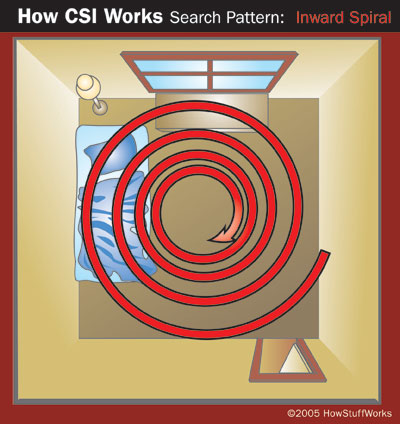 How CSI Works Search Pattern: Inward Spiral
©2005 HowStuffWorks